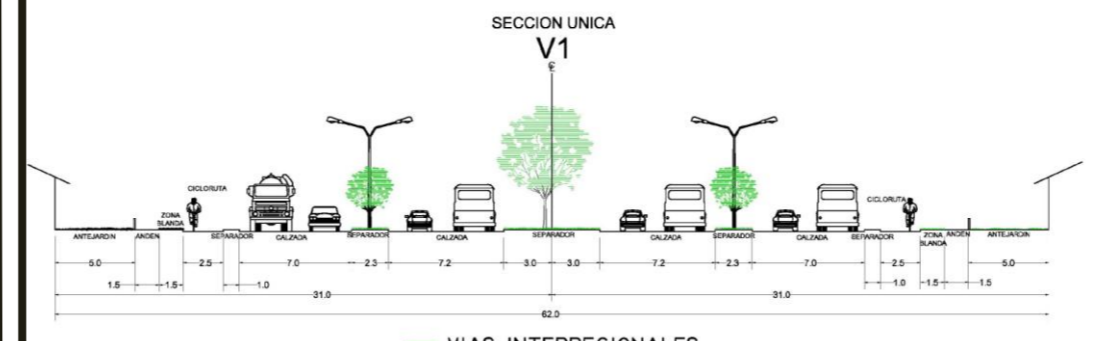 SECCION UNICA
V1
CICLORUTA
CICLORUTA
ZONA BLANDA
ANTEJARDIN ANDEN SEPARADOR CALZADA SEPARADOR CALZADA SEPARADOR CALZADA SEPARADOR CALZADA SEPARADOR ZONA BLANDA ANDEN ANTEJARDIN
5.0 2.5 7.0 2.3 7.2 3.0 3.0 7.2 2.3 7.0 2.5 5.0
1.5 1.5 1.0 1.0 1.5 1.5
31.0 31.0
62.0
VIAS INTERREGIONALES